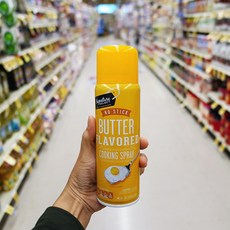 Signature
NO STICK
BUTTER
FLAVORED
COOKING SPRAY